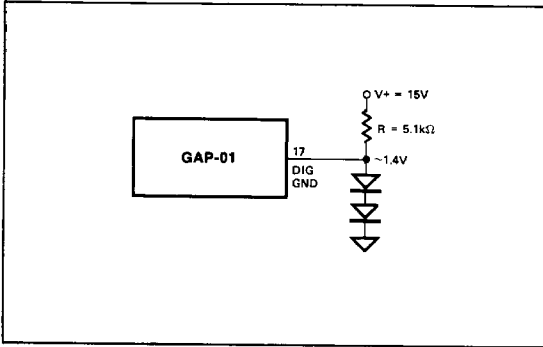 V+ = 15V
R = 5.1kΩ
GAP-01
17
~1.4V
DIG
GND